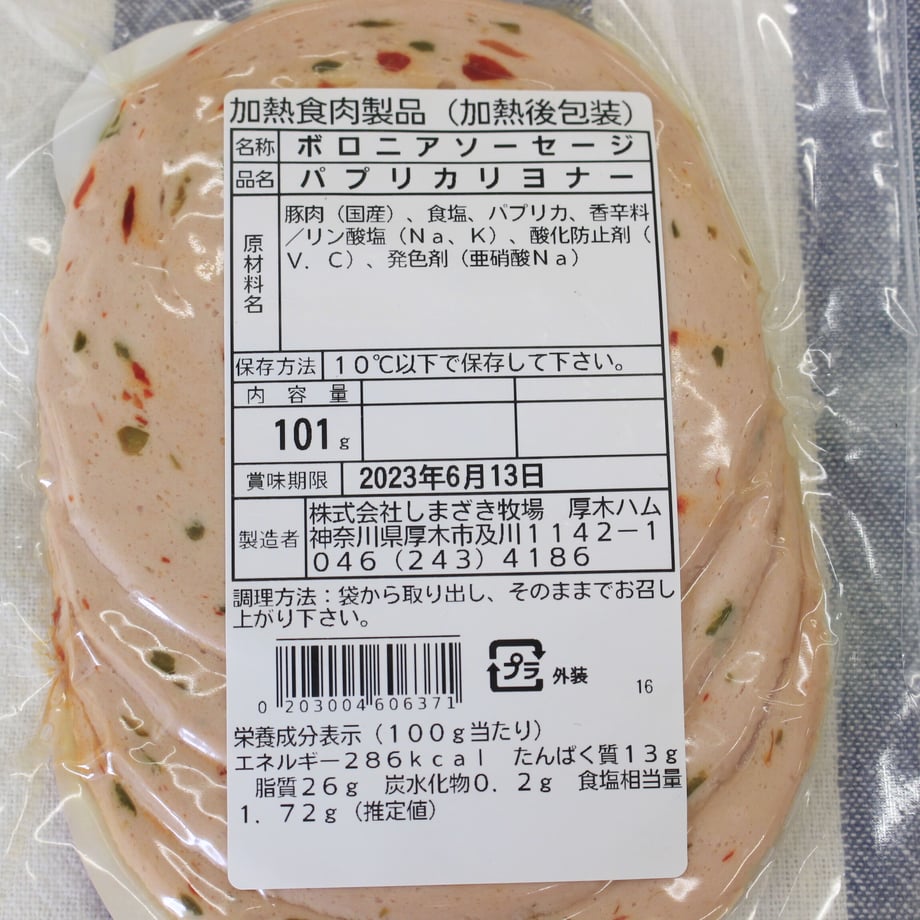 加熱食肉製品（加熱後包装）
名称 ボロニアソーセージ
品名 パプリカリヨナー
原材料名
豚肉（国産）、食塩、パプリカ、香辛料
／リン酸塩（Ｎａ、Ｋ）、酸化防止剤（
Ｖ．Ｃ）、発色剤（亜硝酸Ｎａ）
保存方法 １０℃以下で保存して下さい。
内容量
101g
賞味期限 2023年6月13日
製造者
株式会社しまざき牧場　厚木ハム
神奈川県厚木市及川１１４２－１
０４６（２４３）４１８６
調理方法：袋から取り出し、そのままでお召し
上がり下さい。
プラ 外装
16
0 203004 606371
栄養成分表示（１００ｇ当たり）
エネルギー２８６ｋｃａｌ　たんぱく質１３ｇ
脂質２６ｇ　炭水化物０．２ｇ　食塩相当量
１．７２ｇ（推定値）